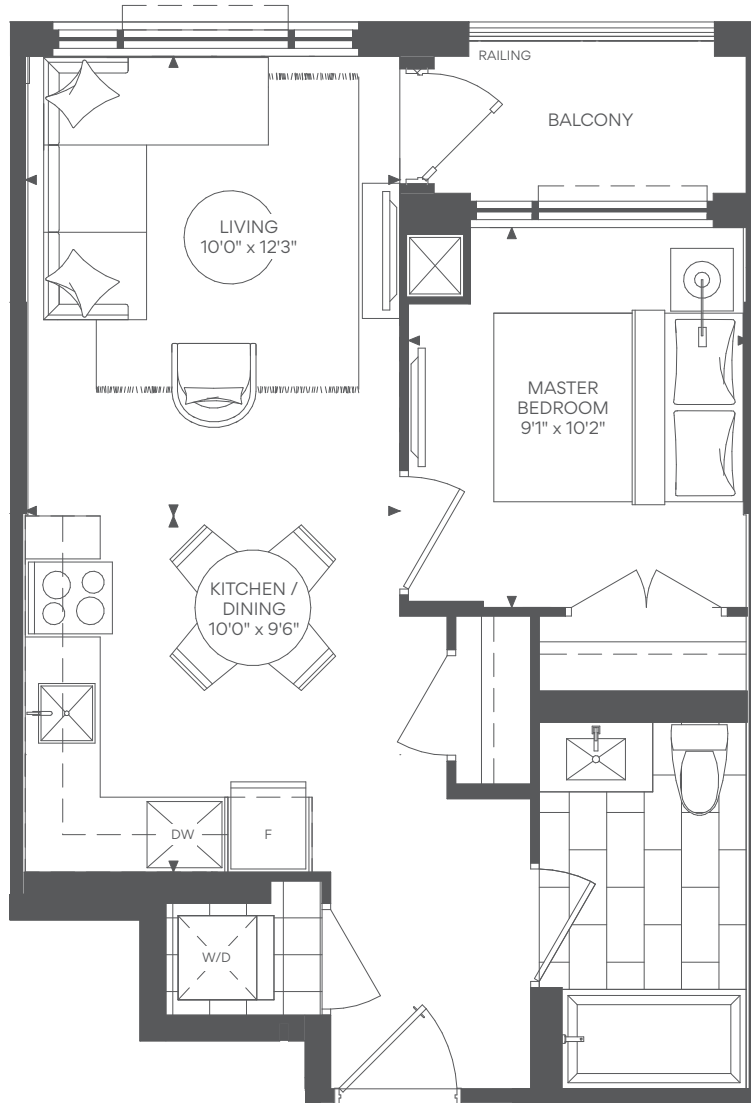 RAILING
BALCONY
LIVING
10'0" x 12'3"
MASTER
BEDROOM
9'1" x 10'2"
KITCHEN /
DINING
10'0" x 9'6"
DW
F
W/D